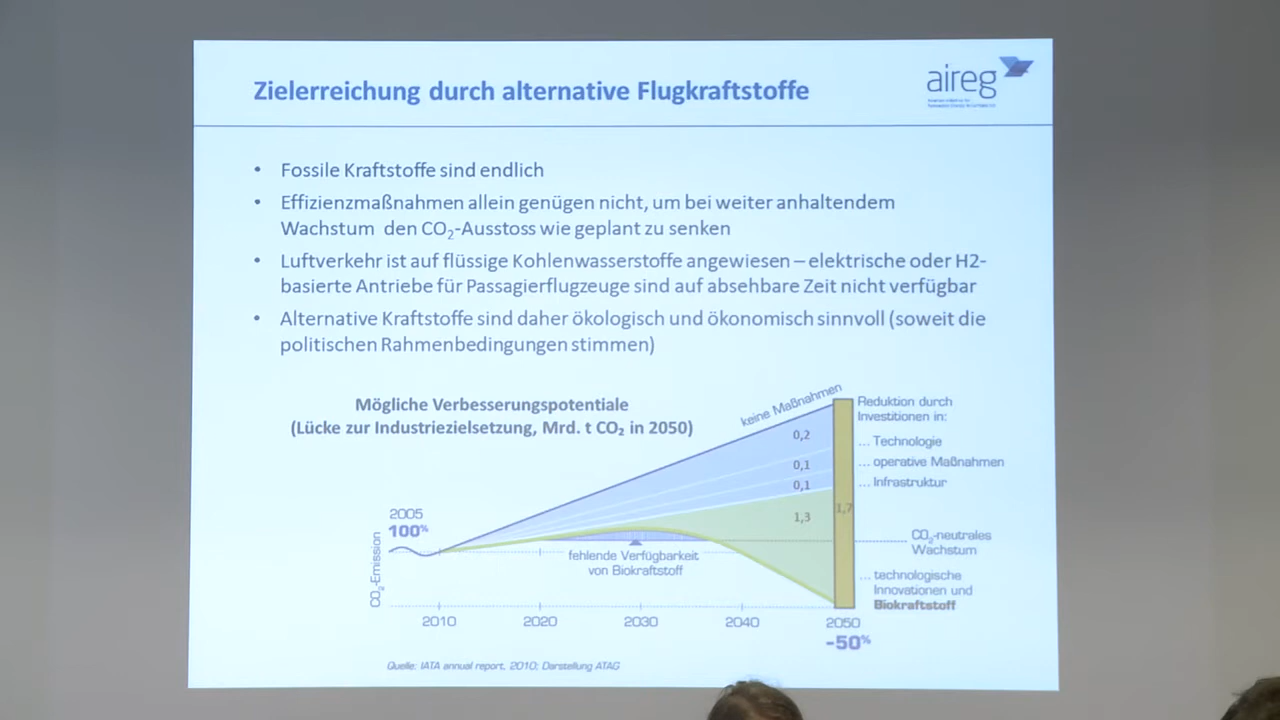 Zielerreichung durch alternative Flugkraftstoffe
aireg
• Fossile Kraftstoffe sind endlich
• Effizienzmaßnahmen allein genügen nicht, um bei weiter anhaltendem
Wachstum den CO₂-Ausstoss wie geplant zu senken
• Luftverkehr ist auf flüssige Kohlenwasserstoffe angewiesen – elektrische oder H2-
basierte Antriebe für Passagierflugzeuge sind auf absehbare Zeit nicht verfügbar
• Alternative Kraftstoffe sind daher ökologisch und ökonomisch sinnvoll (soweit die
politischen Rahmenbedingungen stimmen)
Mögliche Verbesserungspotentiale
(Lücke zur Industriezielsetzung, Mrd. t CO₂ in 2050)
keine Maßnahmen
Reduktion durch
Investitionen in:
0,2
... Technologie
0,1
... operative Maßnahmen
0,1
... Infrastruktur
1,3
1,7
2005
100%
CO₂-Emission
fehlende Verfügbarkeit
von Biokraftstoff
CO₂-neutrales
Wachstum
... technologische
Innovationen und
Biokraftstoff
2010
2020
2030
2040
2050
-50%
Quelle: IATA annual report, 2010; Darstellung ATAG